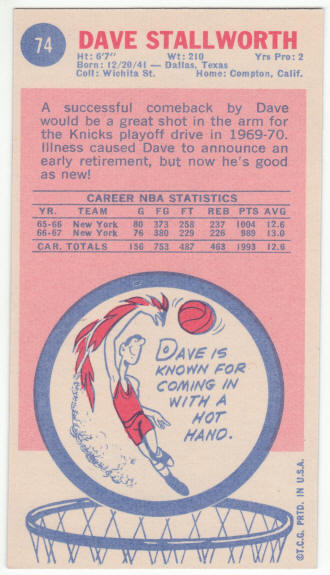 74
DAVE STALLWORTH
Ht: 6'7" Wt: 210 Yrs Pro: 2
Born: 12/20/41 — Dallas, Texas
Coll: Wichita St. Home: Compton, Calif.
A successful comeback by Dave
would be a great shot in the arm for
the Knicks playoff drive in 1969-70.
Illness caused Dave to announce an
early retirement, but now he's good
as new!
CAREER NBA STATISTICS
YR. TEAM G FG FT REB PTS AVG
65-66 New York 80 373 258 237 1004 12.6
66-67 New York 76 380 229 226 989 13.0
CAR. TOTALS 156 753 487 463 1993 12.6
DAVE IS
KNOWN FOR
COMING IN
WITH A
HOT
HAND.
©T.C.G. PRTD. IN U.S.A.